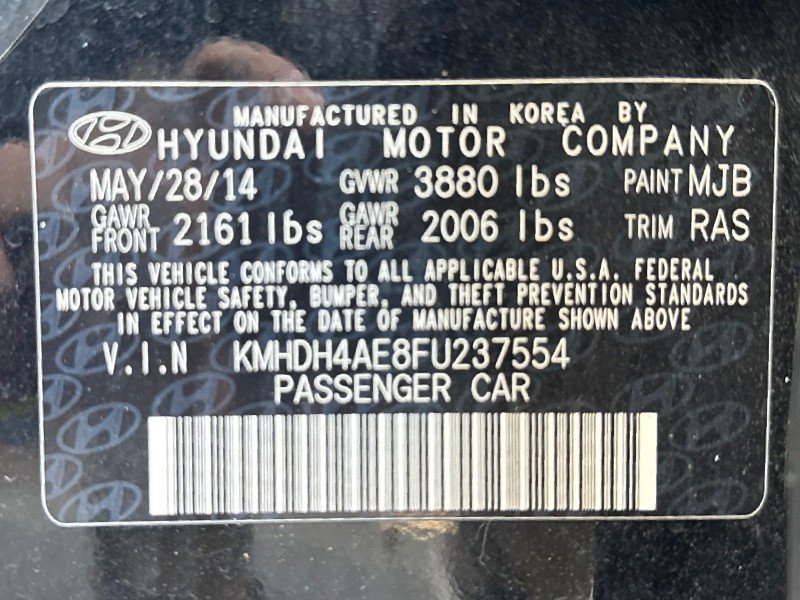 MANUFACTURED IN KOREA BY
HYUNDAI MOTOR COMPANY
MAY/28/14 GVWR 3880 lbs PAINT MJB
GAWR FRONT 2161 lbs GAWR REAR 2006 lbs TRIM RAS
THIS VEHICLE CONFORMS TO ALL APPLICABLE U.S.A. FEDERAL
MOTOR VEHICLE SAFETY, BUMPER, AND THEFT PREVENTION STANDARDS
IN EFFECT ON THE DATE OF MANUFACTURE SHOWN ABOVE
V.I.N KMHDH4AE8FU237554
PASSENGER CAR